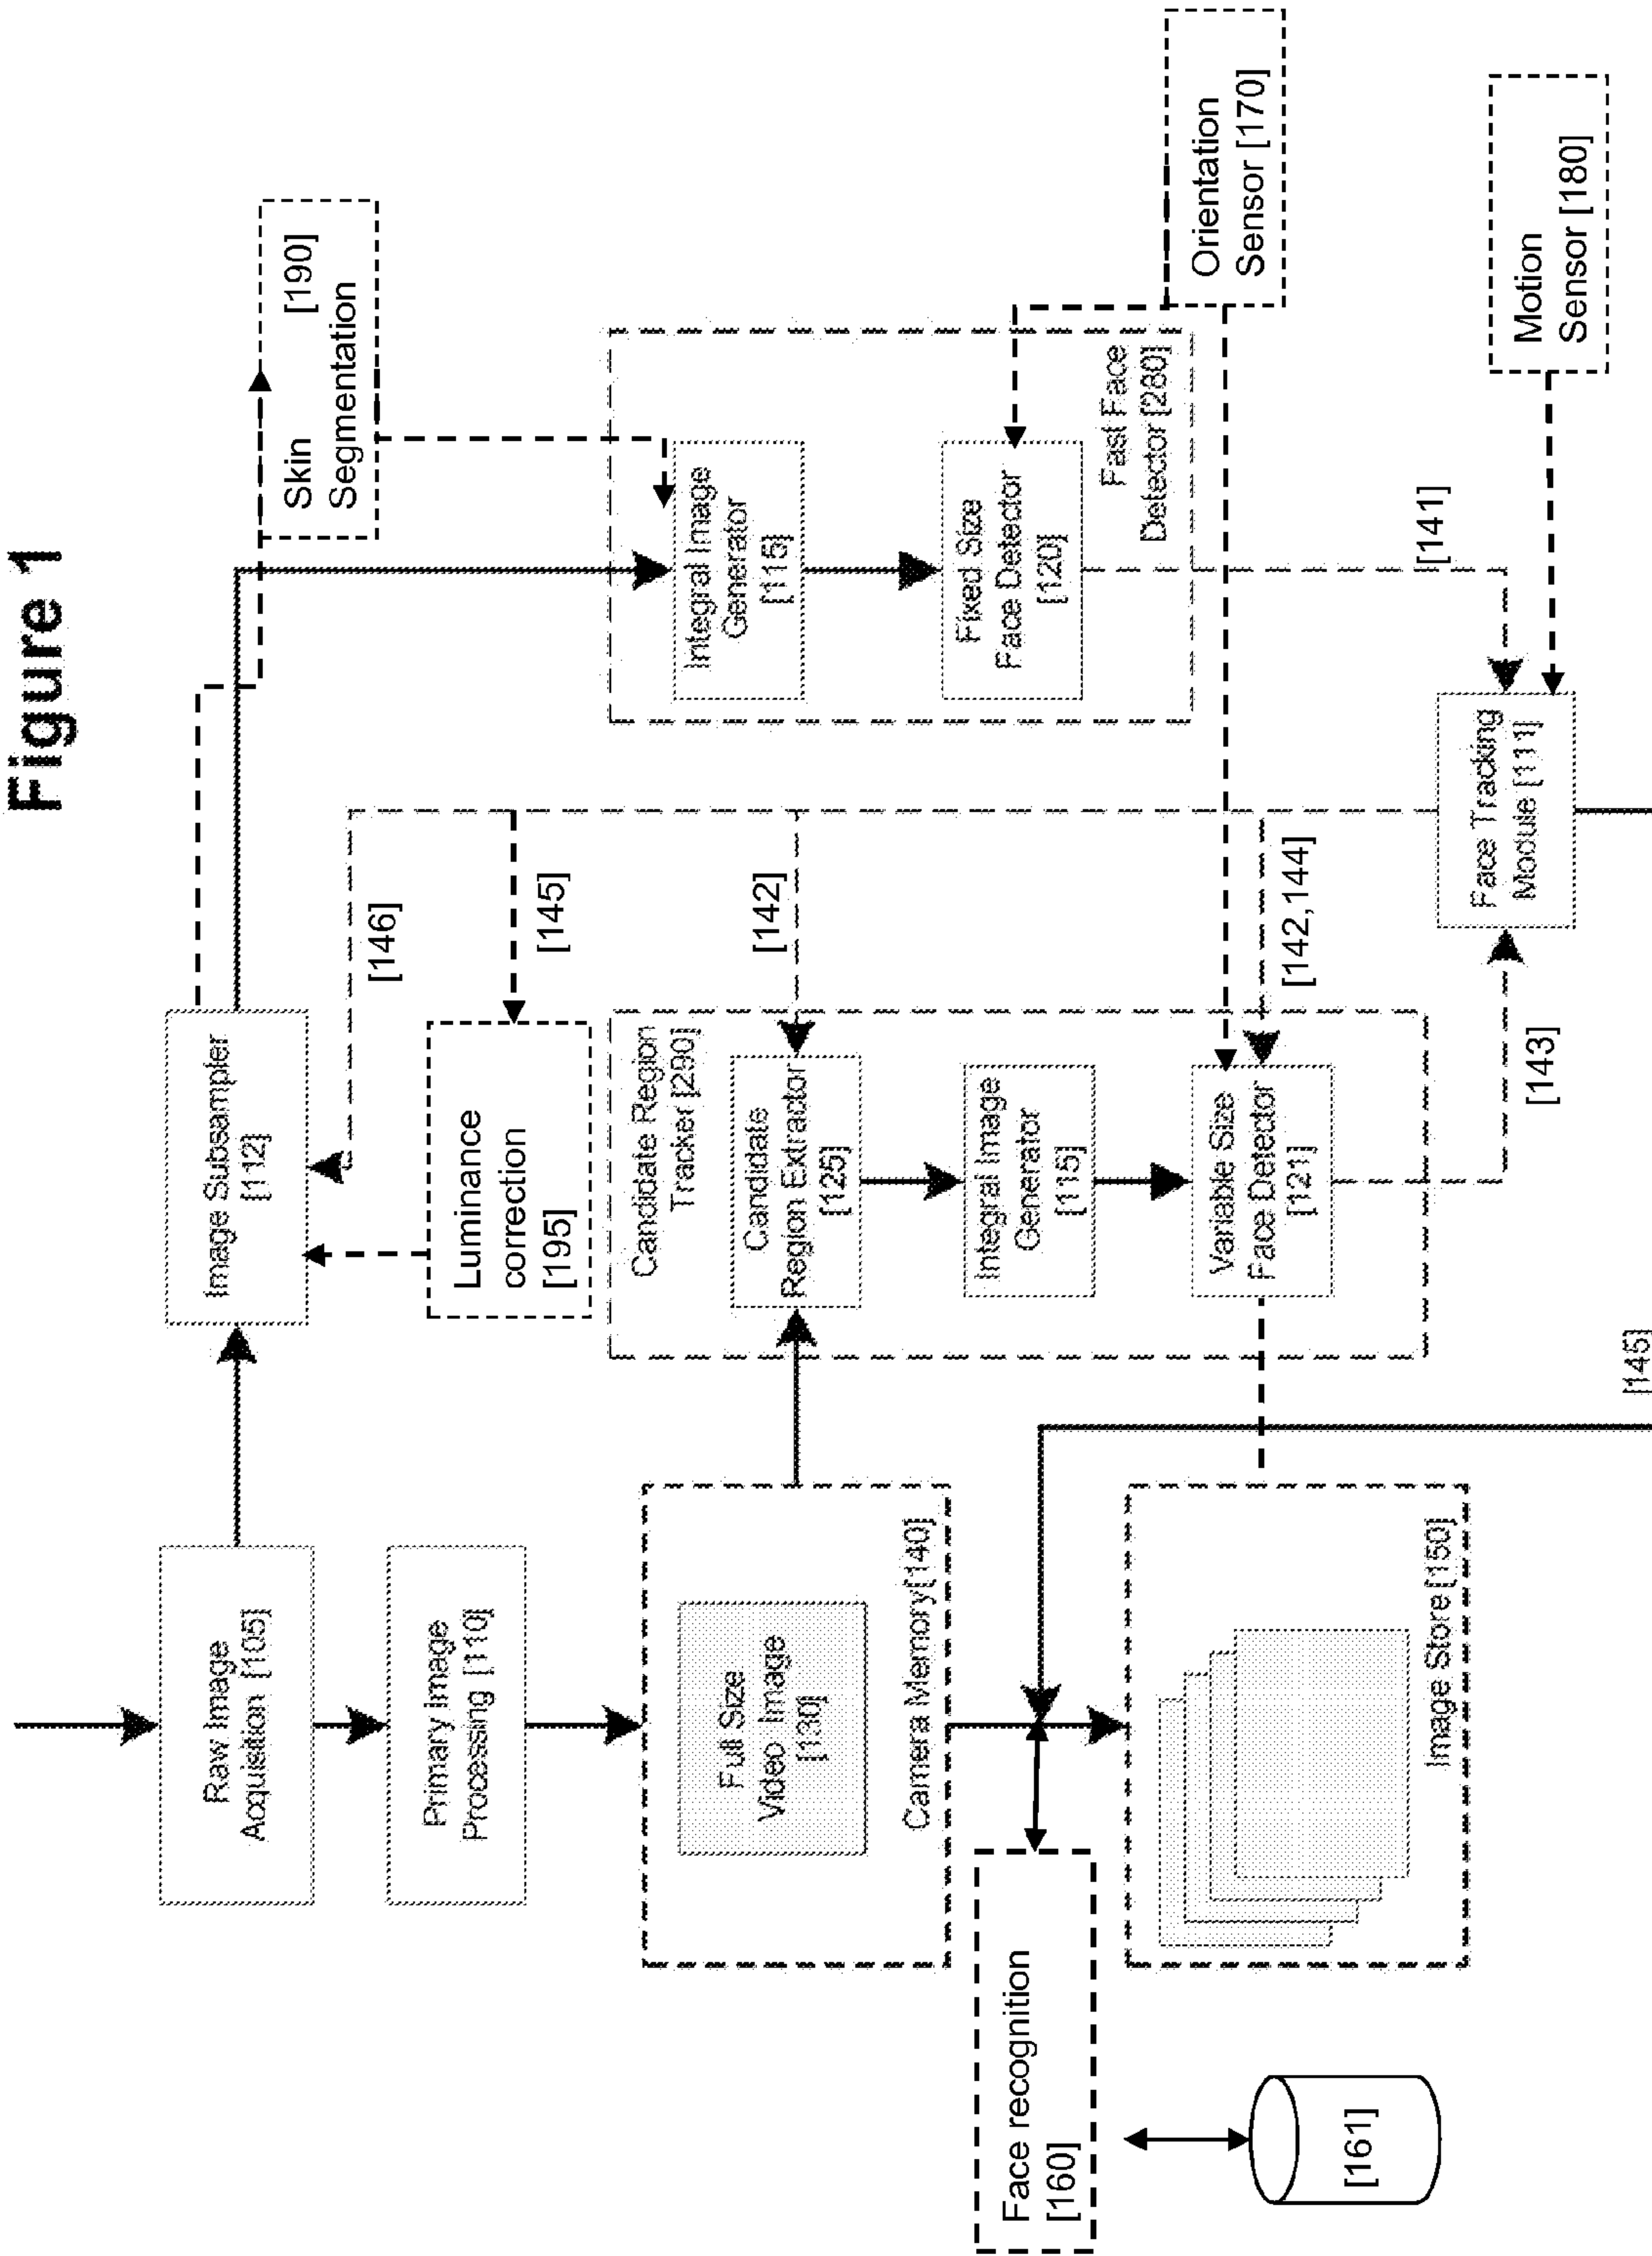 Figure 1
Raw Image
Acquisition [105]
Primary Image
Processing [110]
Full Size
Video Image
[130]
Camera Memory[140]
Face recognition
[160]
[161]
Image Store[150]
Image Subsampler
[112]
[146]
Luminance
correction
[195]
[145]
Candidate Region
Tracker [290]
Candidate
Region Extractor
[125]
[142]
Integral Image
Generator
[115]
Variable Size
Face Detector
[121]
[142,144]
[143]
Skin [190]
Segmentation
Integral Image
Generator
[115]
Fixed Size
Face Detector
[120]
Fast Face
Detector [280]
[141]
Orientation
Sensor [170]
Motion
Sensor [180]
Face Tracking
Module [111]
[145]